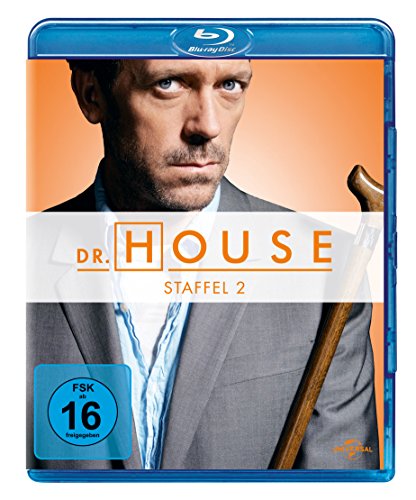 Blu-ray Disc
DR. HOUSE
STAFFEL 2
FSK
ab
16
freigegeben
UNIVERSAL